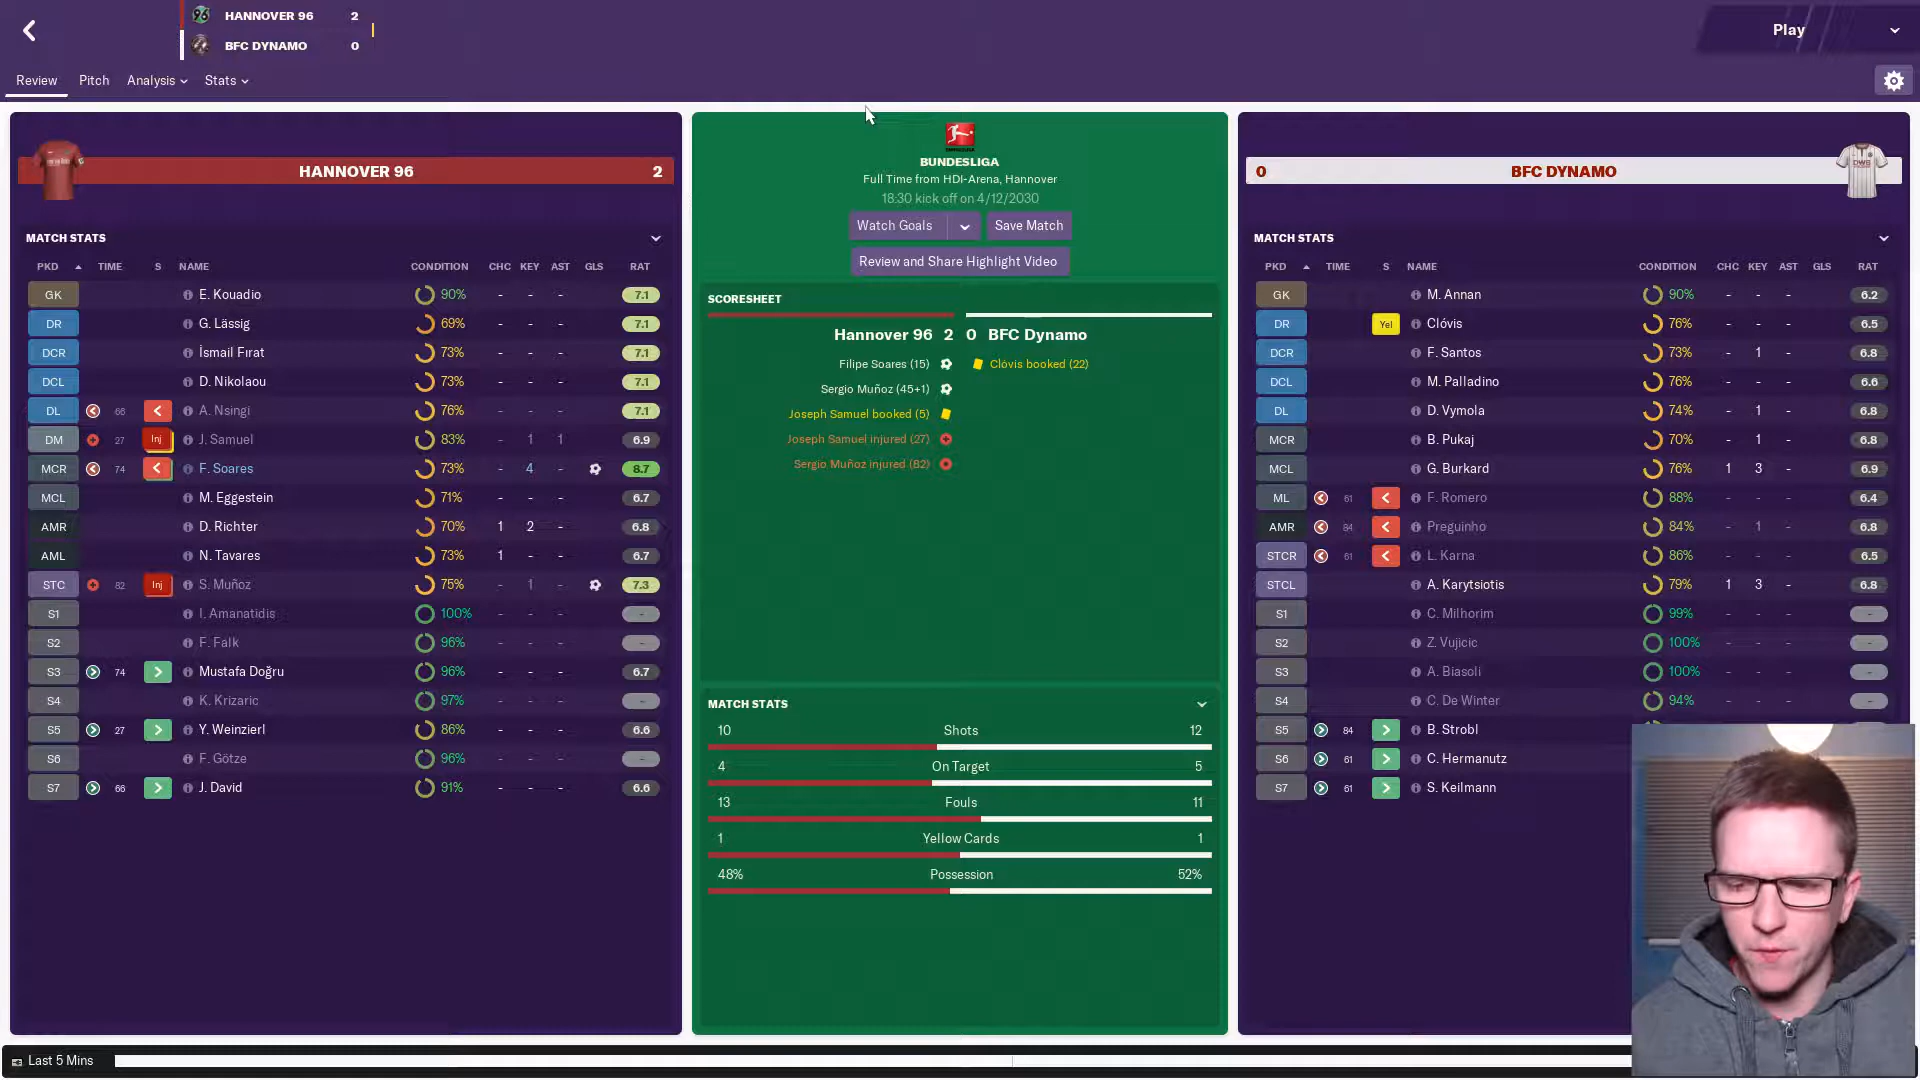 HANNOVER 96 2
BFC DYNAMO 0
Play
Review Pitch Analysis Stats
HANNOVER 96 2
MATCH STATS
PKD TIME S NAME CONDITION CHC KEY AST GLS RAT
GK E. Kouadio 90% - - - 7.1
DR G. Lässig 69% - - - 7.1
DCR İsmail Fırat 73% - - - 7.1
DCL D. Nikolaou 73% - - - 7.1
DL 66 A. Nsingi 76% - - - 7.1
DM 27 Inj J. Samuel 83% - 1 1 6.9
MCR 74 F. Soares 73% - 4 - 8.7
MCL M. Eggestein 71% - - - 6.7
AMR D. Richter 70% 1 2 - 6.8
AML N. Tavares 73% 1 - - 6.7
STC 82 Inj S. Muñoz 75% - 1 - 7.3
S1 I. Amanatidis 100% - - - -
S2 F. Falk 96% - - - -
S3 74 Mustafa Doğru 96% - - - 6.7
S4 K. Krizaric 97% - - - -
S5 27 Y. Weinzierl 86% - - - 6.6
S6 F. Götze 96% - - - -
S7 66 J. David 91% - - - 6.6
BUNDESLIGA
Full Time from HDI-Arena, Hannover
18:30 kick off on 4/12/2030
Watch Goals Save Match
Review and Share Highlight Video
SCORESHEET
Hannover 96 2 0 BFC Dynamo
Filipe Soares (15) Clóvis booked (22)
Sergio Muñoz (45+1)
Joseph Samuel booked (5)
Joseph Samuel injured (27)
Sergio Muñoz injured (82)
MATCH STATS
10 Shots 12
4 On Target 5
13 Fouls 11
1 Yellow Cards 1
48% Possession 52%
0 BFC DYNAMO
DWS
MATCH STATS
PKD TIME S NAME CONDITION CHC KEY AST GLS RAT
GK M. Annan 90% - - - 6.2
DR Yel Clóvis 76% - - - 6.5
DCR F. Santos 73% - 1 - 6.8
DCL M. Palladino 76% - - - 6.6
DL D. Vymola 74% - 1 - 6.8
MCR B. Pukaj 70% - 1 - 6.8
MCL G. Burkard 76% 1 3 - 6.9
ML 61 F. Romero 88% - - - 6.4
AMR 84 Preguinho 84% - 1 - 6.8
STCR 61 L. Karna 86% - - - 6.5
STCL A. Karytsiotis 79% 1 3 - 6.8
S1 C. Milhorim 99% - - - -
S2 Z. Vujicic 100% - - - -
S3 A. Biasoli 100% - - - -
S4 C. De Winter 94% - - - -
S5 84 B. Strobl
S6 61 C. Hermanutz
S7 61 S. Keilmann
Last 5 Mins